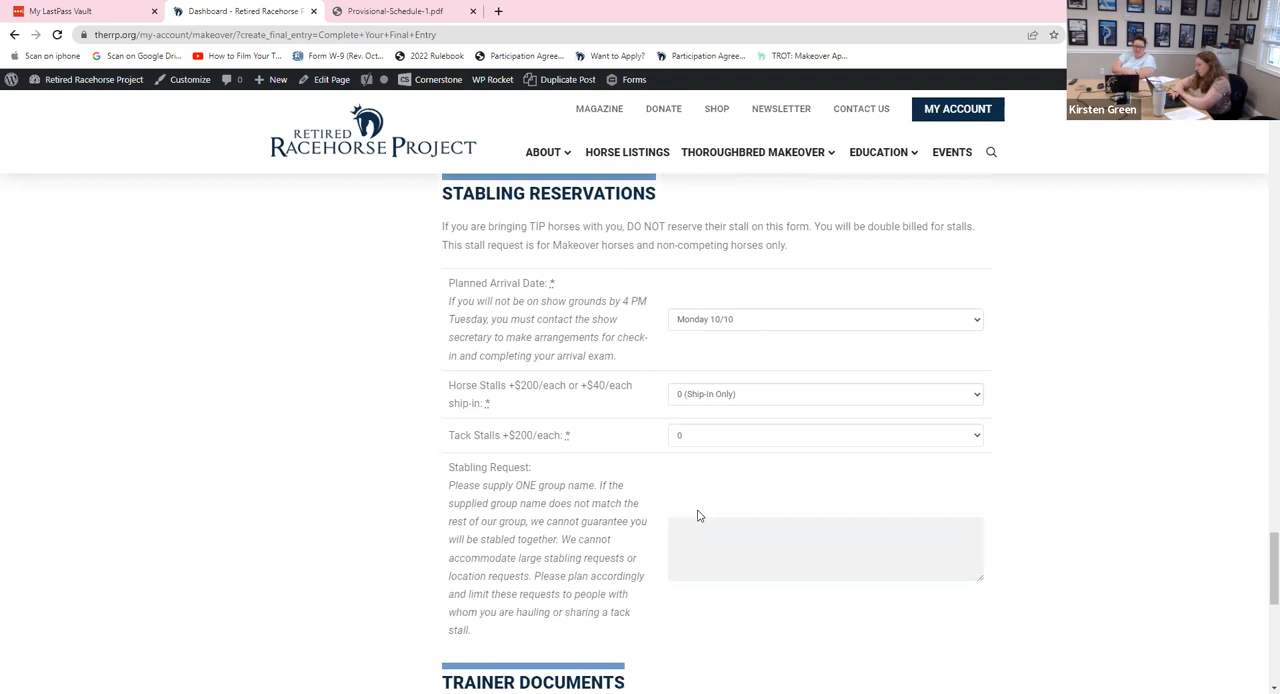 My LastPass Vault
Dashboard - Retired Racehorse P
Provisional-Schedule-1.pdf
therrp.org/my-account/makeover/?create_final_entry=Complete+Your+Final+Entry
Scan on iphone
Scan on Google Dri...
How to Film Your T...
Form W-9 (Rev. Oct...
2022 Rulebook
Participation Agree...
Want to Apply?
Participation Agree...
TROT: Makeover Ap...
Retired Racehorse Project
Customize
0
New
Edit Page
CS
Cornerstone
WP Rocket
Duplicate Post
Forms
Kirsten Green
MAGAZINE
DONATE
SHOP
NEWSLETTER
CONTACT US
MY ACCOUNT
RETIRED
RACEHORSE PROJECT
ABOUT
HORSE LISTINGS
THOROUGHBRED MAKEOVER
EDUCATION
EVENTS
STABLING RESERVATIONS
If you are bringing TIP horses with you, DO NOT reserve their stall on this form. You will be double billed for stalls.
This stall request is for Makeover horses and non-competing horses only.
Planned Arrival Date: *
If you will not be on show grounds by 4 PM
Tuesday, you must contact the show
secretary to make arrangements for check-
in and completing your arrival exam.
Monday 10/10
Horse Stalls +$200/each or +$40/each
ship-in: *
0 (Ship-in Only)
Tack Stalls +$200/each: *
0
Stabling Request:
Please supply ONE group name. If the
supplied group name does not match the
rest of our group, we cannot guarantee you
will be stabled together. We cannot
accommodate large stabling requests or
location requests. Please plan accordingly
and limit these requests to people with
whom you are hauling or sharing a tack
stall.
TRAINER DOCUMENTS